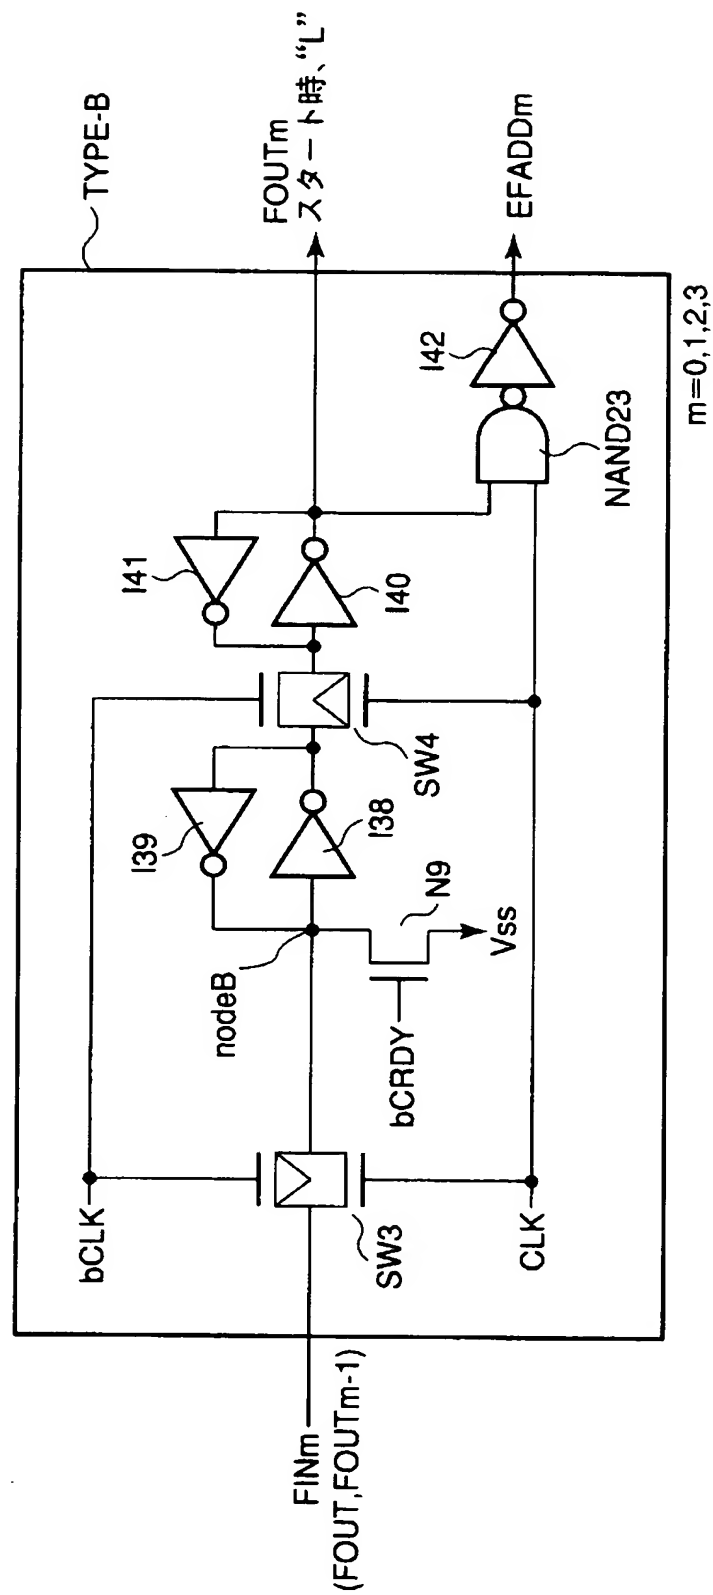 TYPE-B
FOUTm
スタート時、“L”
EFADDm
m=0,1,2,3
I42
NAND23
I41
I40
SW4
I39
I38
N9
Vss
nodeB
bCRDY
bCLK
SW3
CLK
FINm
(FOUT,FOUTm-1)